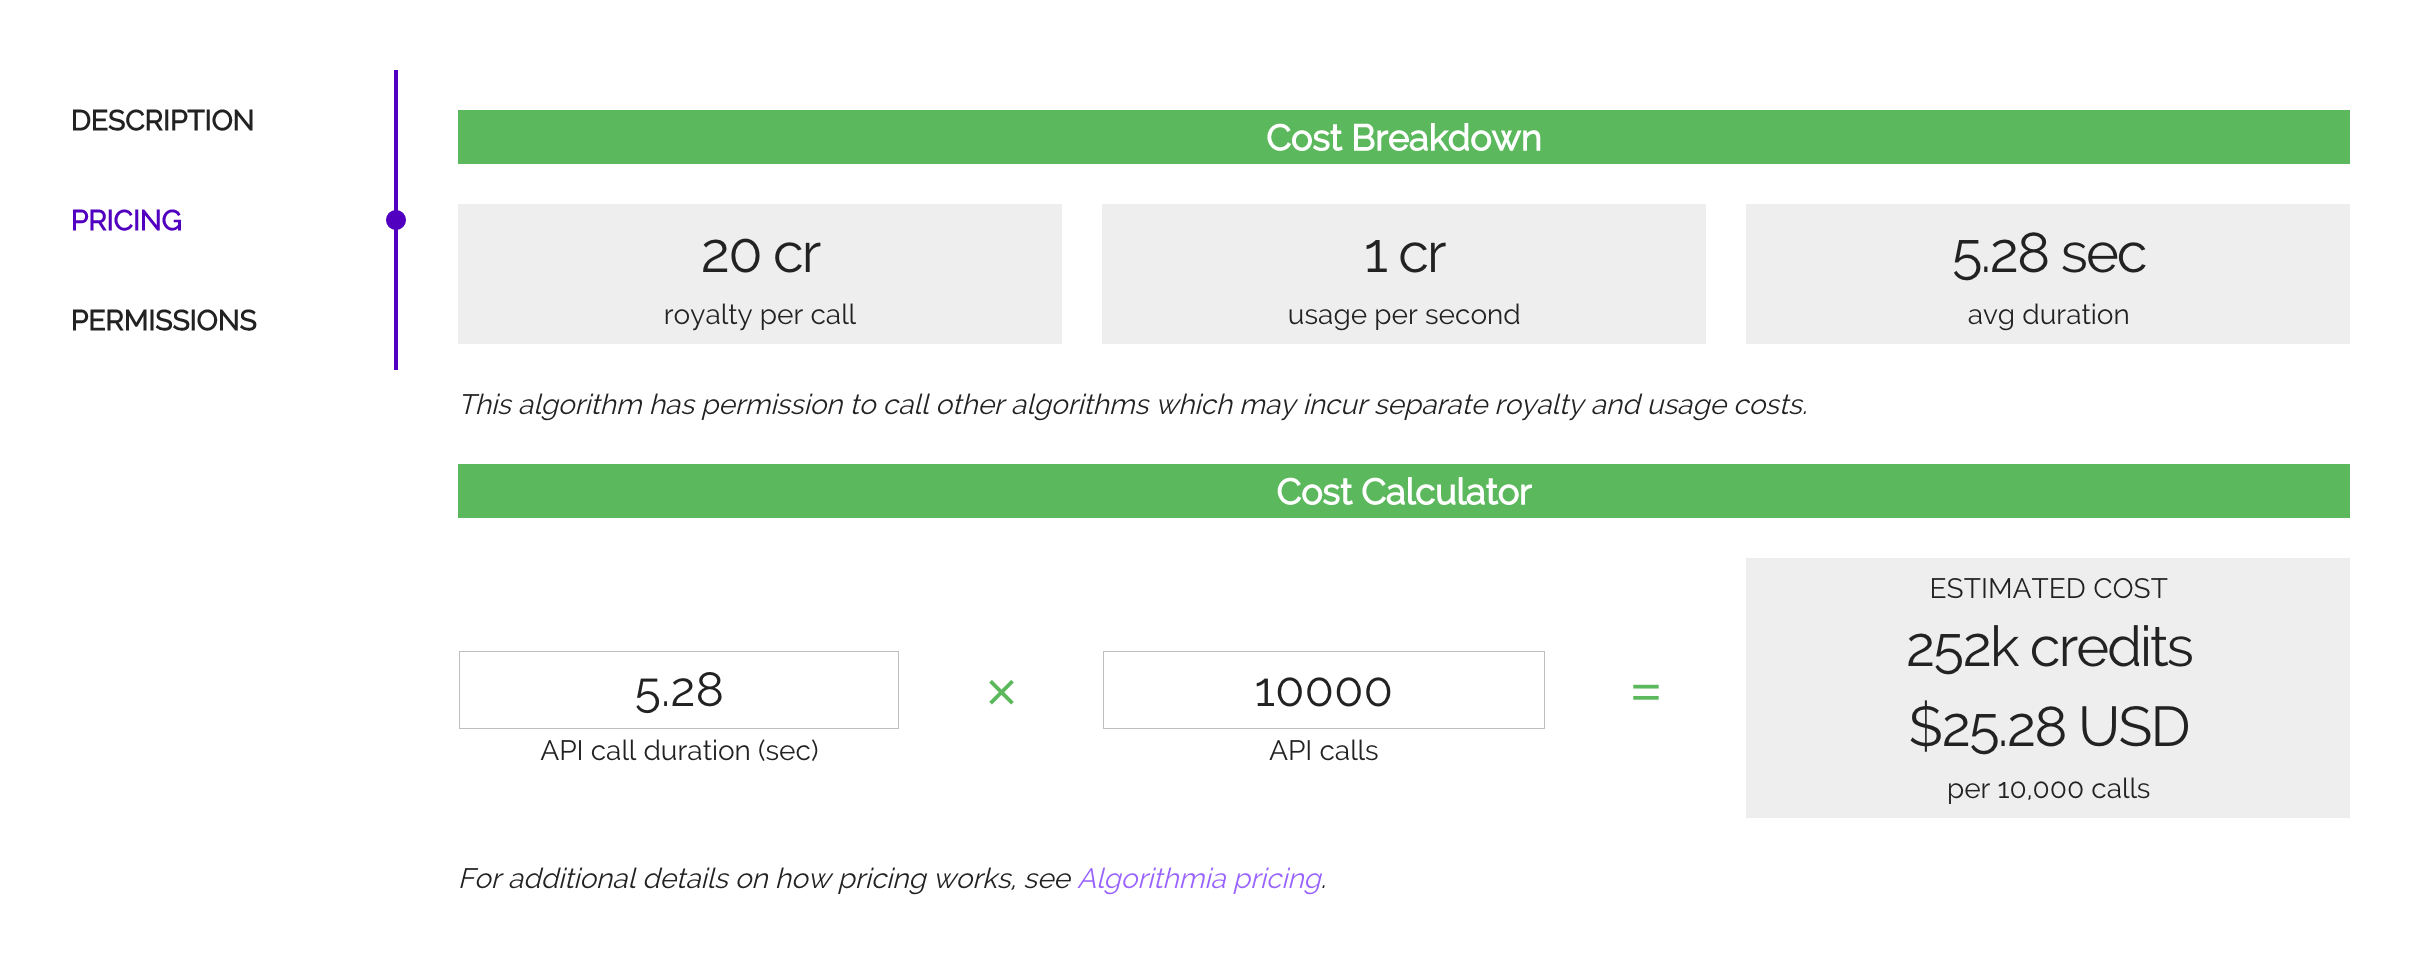 DESCRIPTION
PRICING
PERMISSIONS
Cost Breakdown
20 cr
royalty per call
1 cr
usage per second
5.28 sec
avg duration
This algorithm has permission to call other algorithms which may incur separate royalty and usage costs.
Cost Calculator
5.28
API call duration (sec)
×
10000
API calls
=
ESTIMATED COST
252k credits
$25.28 USD
per 10,000 calls
For additional details on how pricing works, see Algorithmia pricing.